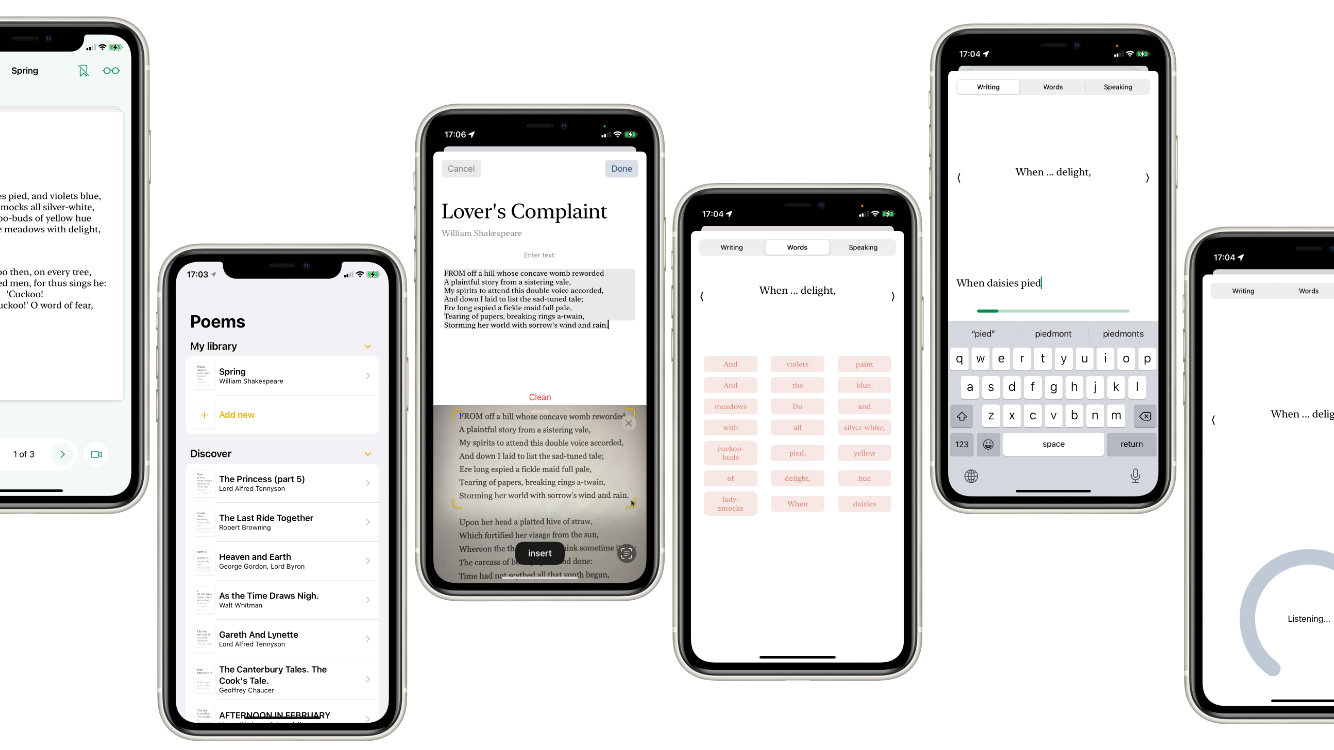 Spring
es pied, and violets blue,
mocks all silver-white,
oo-buds of yellow hue
e meadows with delight,
oo then, on every tree,
ed men, for thus sings he:
'Cuckoo!
uckoo!' O word of fear,
1 of 3
17:03
Poems
My library
Spring
William Shakespeare
+ Add new
Discover
The Princess (part 5)
Lord Alfred Tennyson
The Last Ride Together
Robert Browning
Heaven and Earth
George Gordon, Lord Byron
As the Time Draws Nigh.
Walt Whitman
Gareth And Lynette
Lord Alfred Tennyson
The Canterbury Tales. The
Cook's Tale.
Geoffrey Chaucer
AFTERNOON IN FEBRUARY
17:06
Cancel Done
Lover's Complaint
William Shakespeare
Enter text:
FROM off a hill whose concave womb reworded
A plaintful story from a sistering vale,
My spirits to attend this double voice accorded,
And down I laid to list the sad-tuned tale;
Ere long espied a fickle maid full pale,
Tearing of papers, breaking rings a-twain,
Storming her world with sorrow's wind and rain.
Clean
FROM off a hill whose concave womb reworded
A plaintful story from a sistering vale,
My spirits to attend this double voice accorded,
And down I laid to list the sad-tuned tale;
Ere long espied a fickle maid full pale,
Tearing of papers, breaking rings a-twain,
Storming her world with sorrow's wind and rain.
Upon her head a platted hive of straw,
Which fortified her visage from the sun,
Whereon the th ink sometime
The carcass of be nd done:
Time had not scythed all that youth begun,
insert
17:04
Writing Words Speaking
When ... delight,
And violets paint
And the blue,
meadows Do and
with all silver-white,
cuckoo-
buds pied, yellow
of delight, hue
lady-
smocks When daisies
17:04
Writing Words Speaking
When ... delight,
When daisies pied
"pied" piedmont piedmonts
q w e r t y u i o p
a s d f g h j k l
z x c v b n m
123 space return
17:04
Writing Words
When ... delig
Listening...